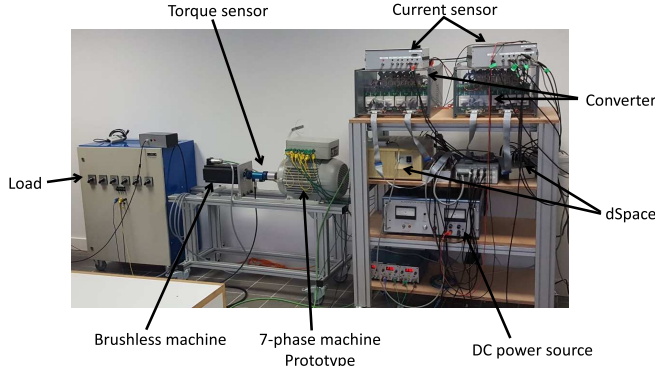 Torque sensor
Current sensor
Converter
Load
dSpace
Brushless machine
7-phase machine
Prototype
DC power source